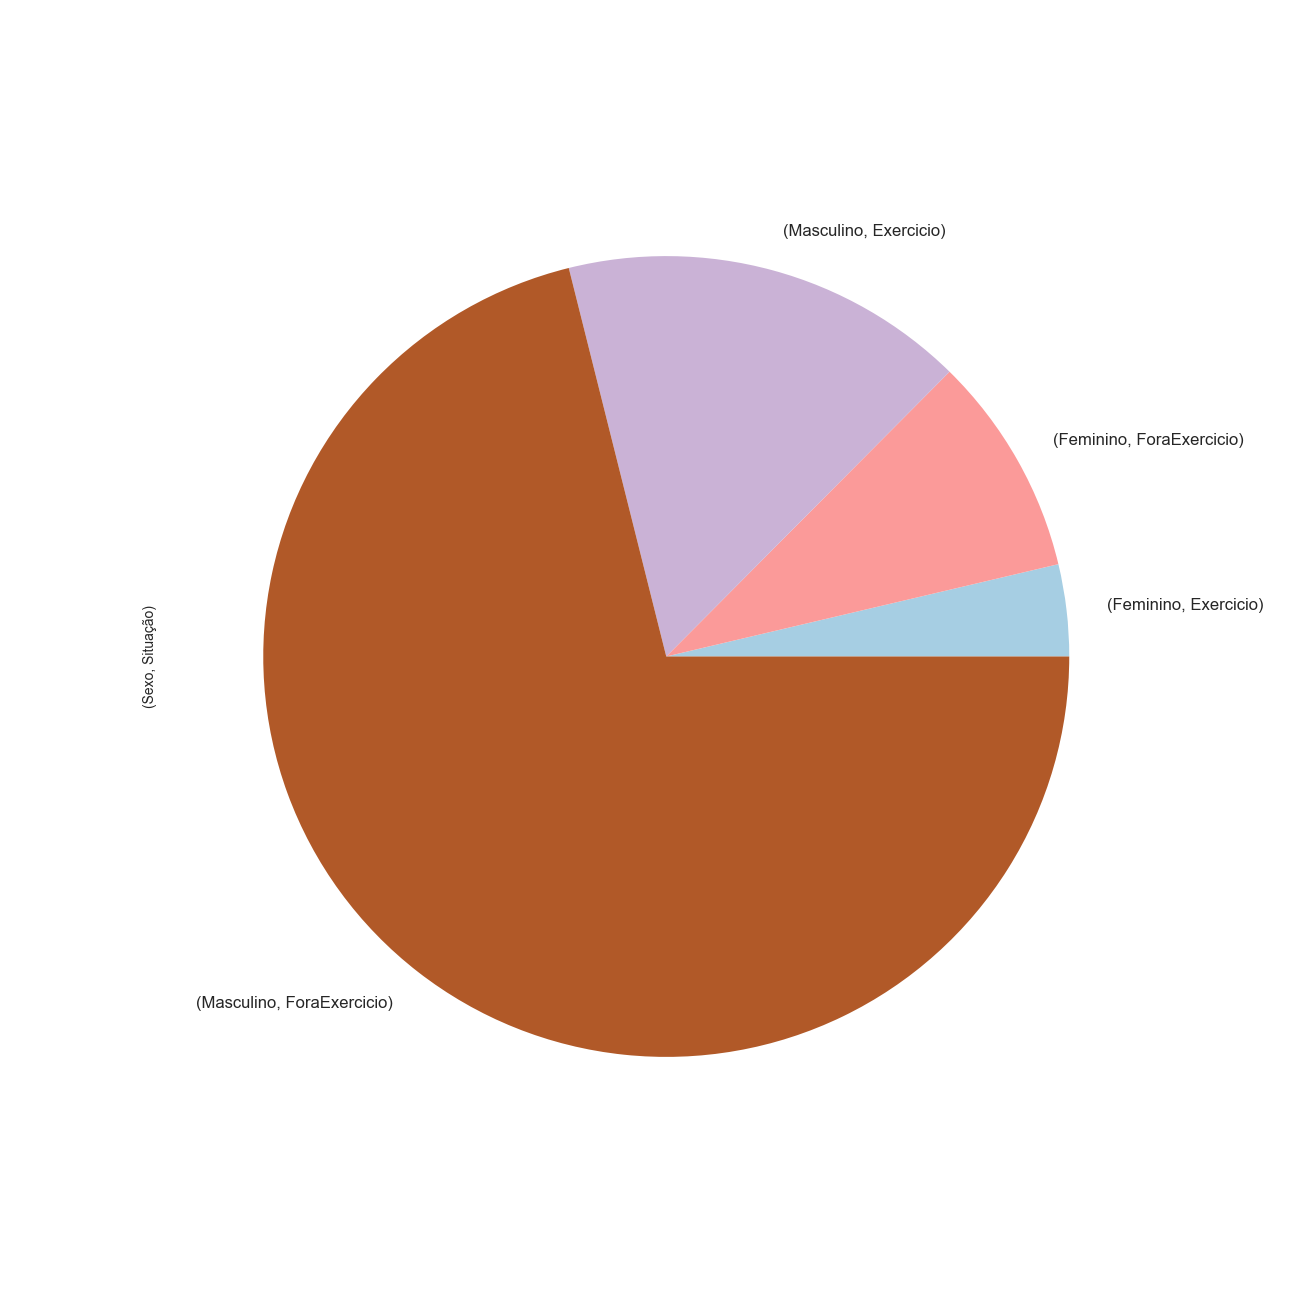 (Masculino, Exercicio)
(Feminino, ForaExercicio)
(Feminino, Exercicio)
(Sexo, Situação)
(Masculino, ForaExercicio)